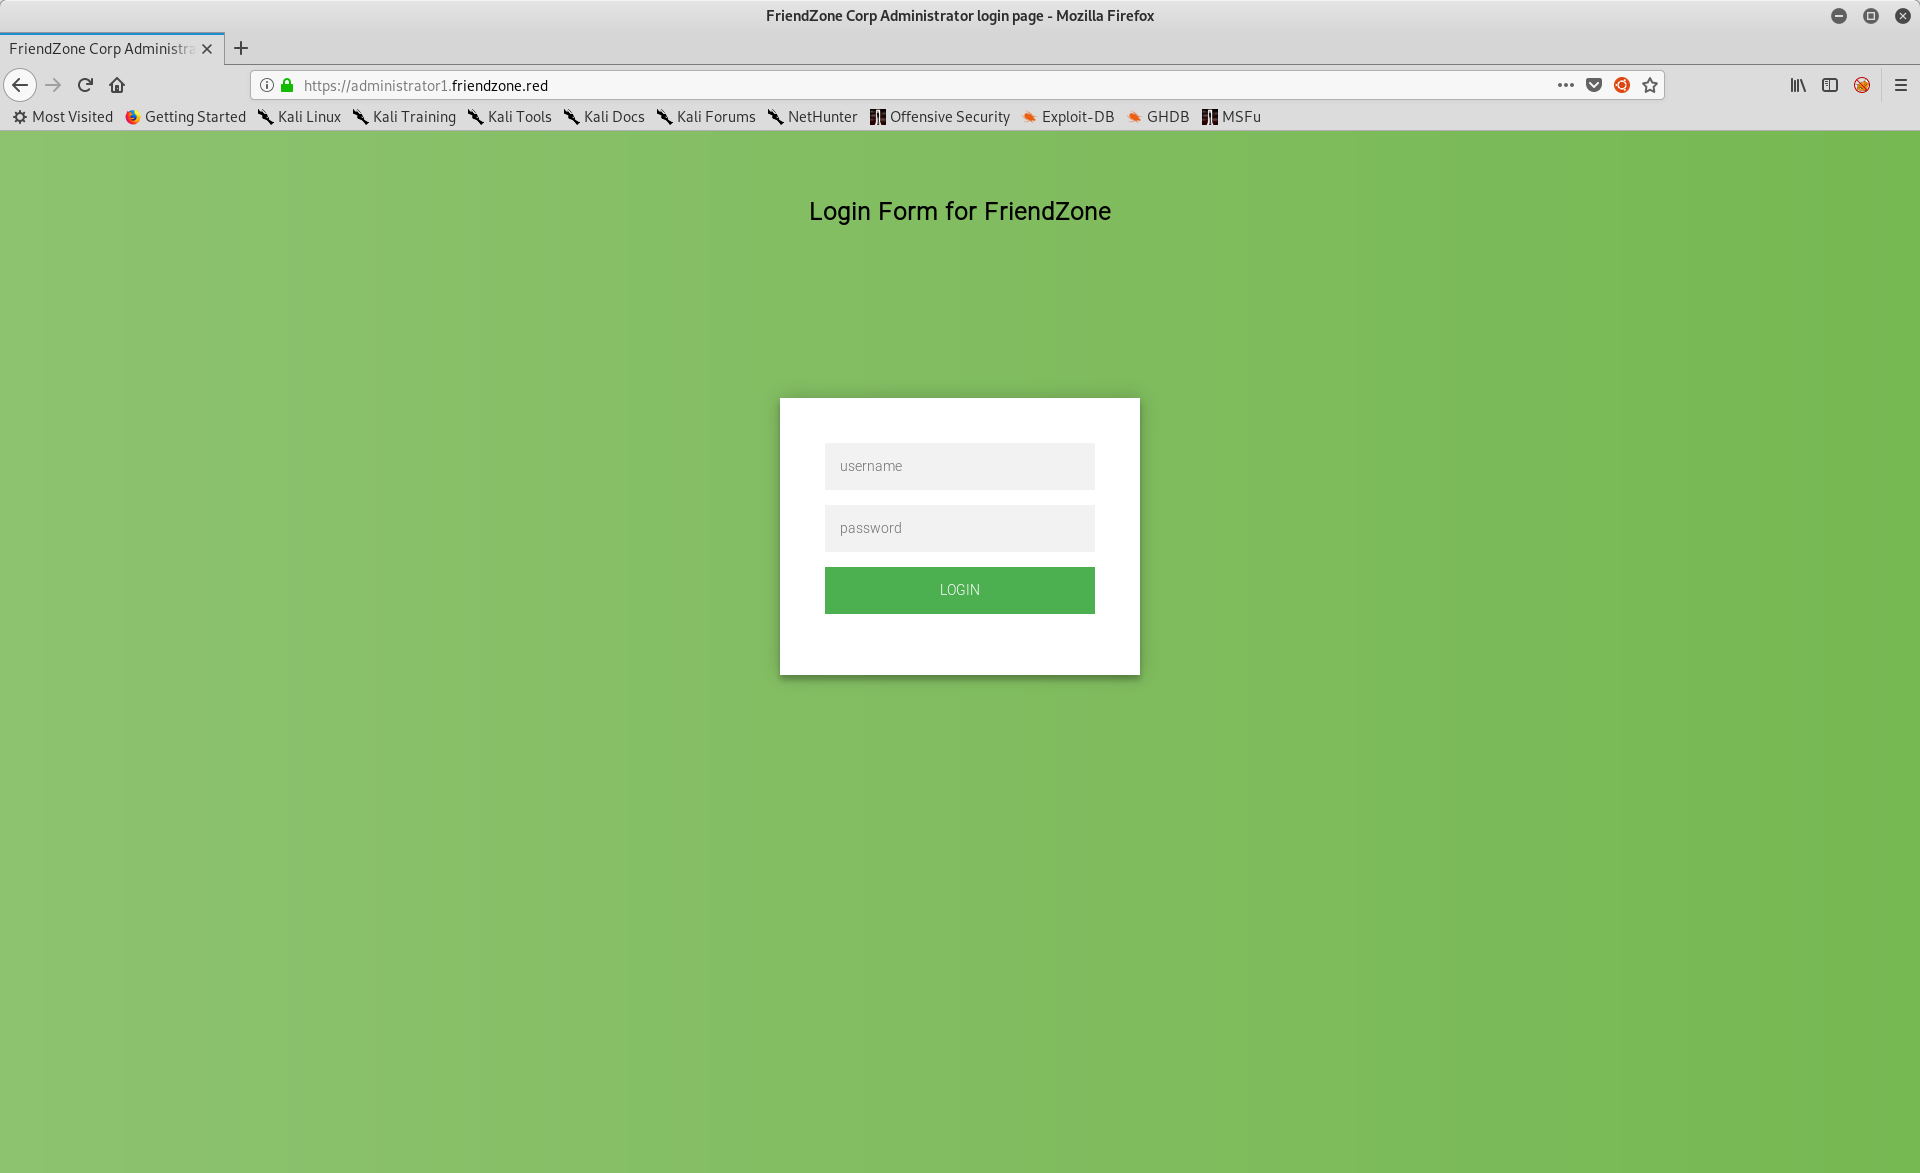 FriendZone Corp Administrator login page - Mozilla Firefox
FriendZone Corp Administra
https://administrator1.friendzone.red
Most Visited Getting Started Kali Linux Kali Training Kali Tools Kali Docs Kali Forums NetHunter Offensive Security Exploit-DB GHDB MSFu
Login Form for FriendZone
username
password
LOGIN